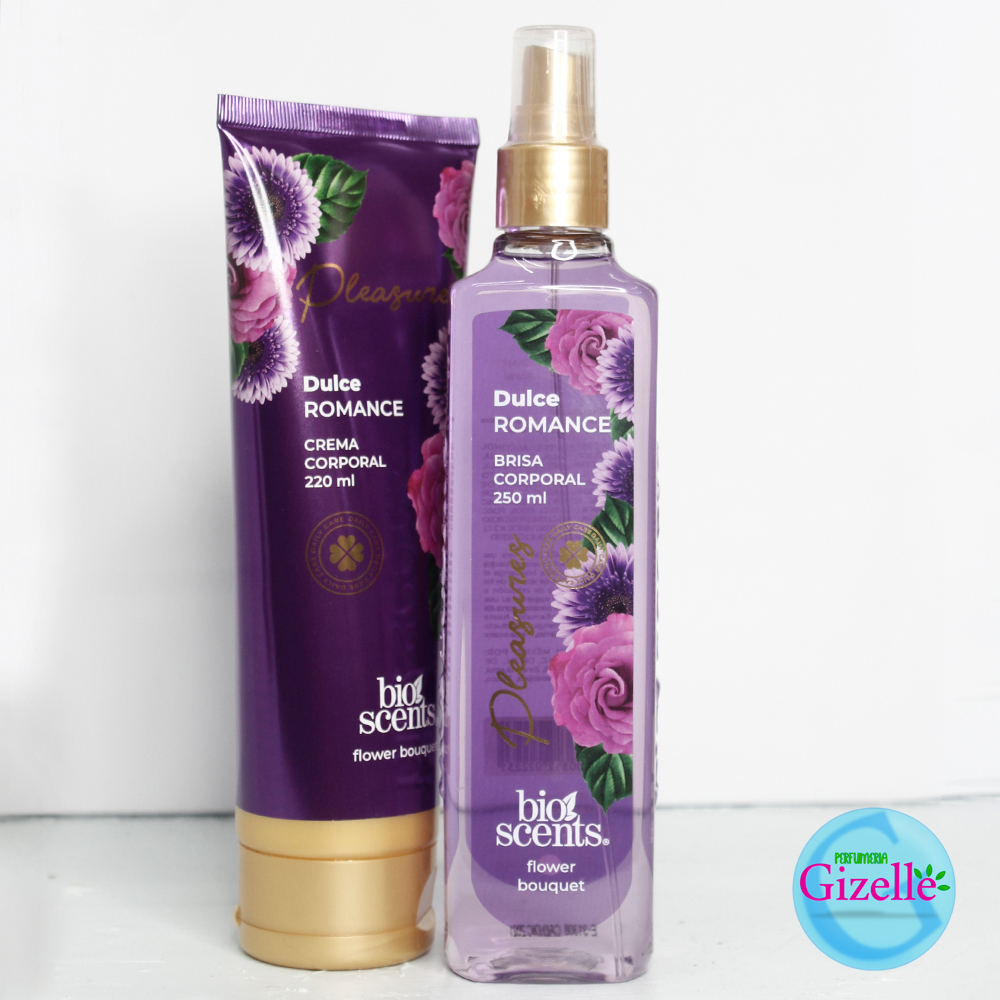 Pleasures
Dulce
ROMANCE
CREMA
CORPORAL
220 ml
bio
scents
flower bouquet
Dulce
ROMANCE
BRISA
CORPORAL
250 ml
Pleasures
bio
scents®
flower
bouquet
PERFUMERIA
Gizelle